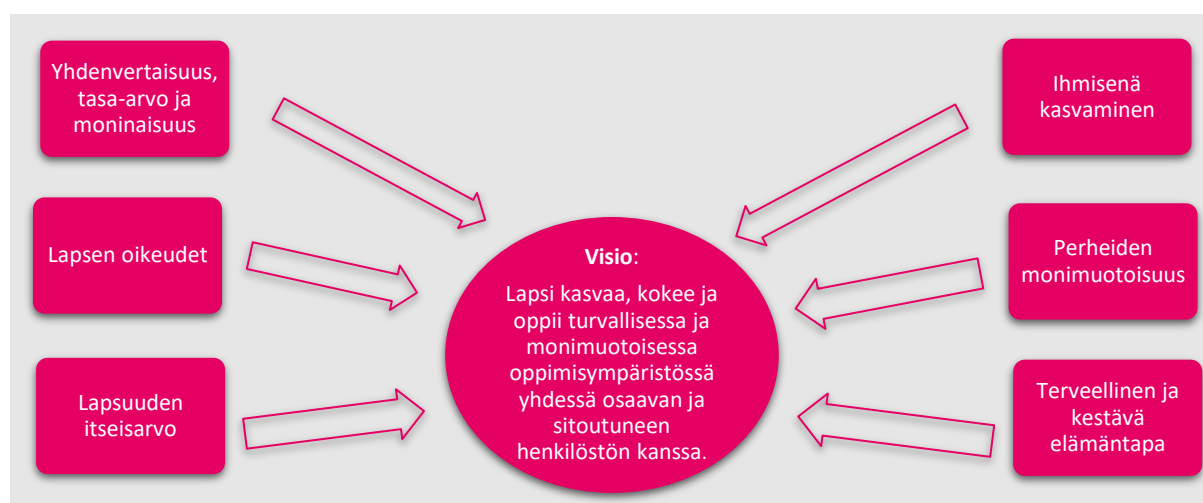 Yhdenvertaisuus,
tasa-arvo ja
moninaisuus
Lapsen oikeudet
Lapsuuden
itseisarvo
Visio:
Lapsi kasvaa, kokee ja
oppii turvallisessa ja
monimuotoisessa
oppimisympäristössä
yhdessä osaavan ja
sitoutuneen
henkilöstön kanssa.
Ihmisenä
kasvaminen
Perheiden
monimuotoisuus
Terveellinen ja
kestävä
elämäntapa